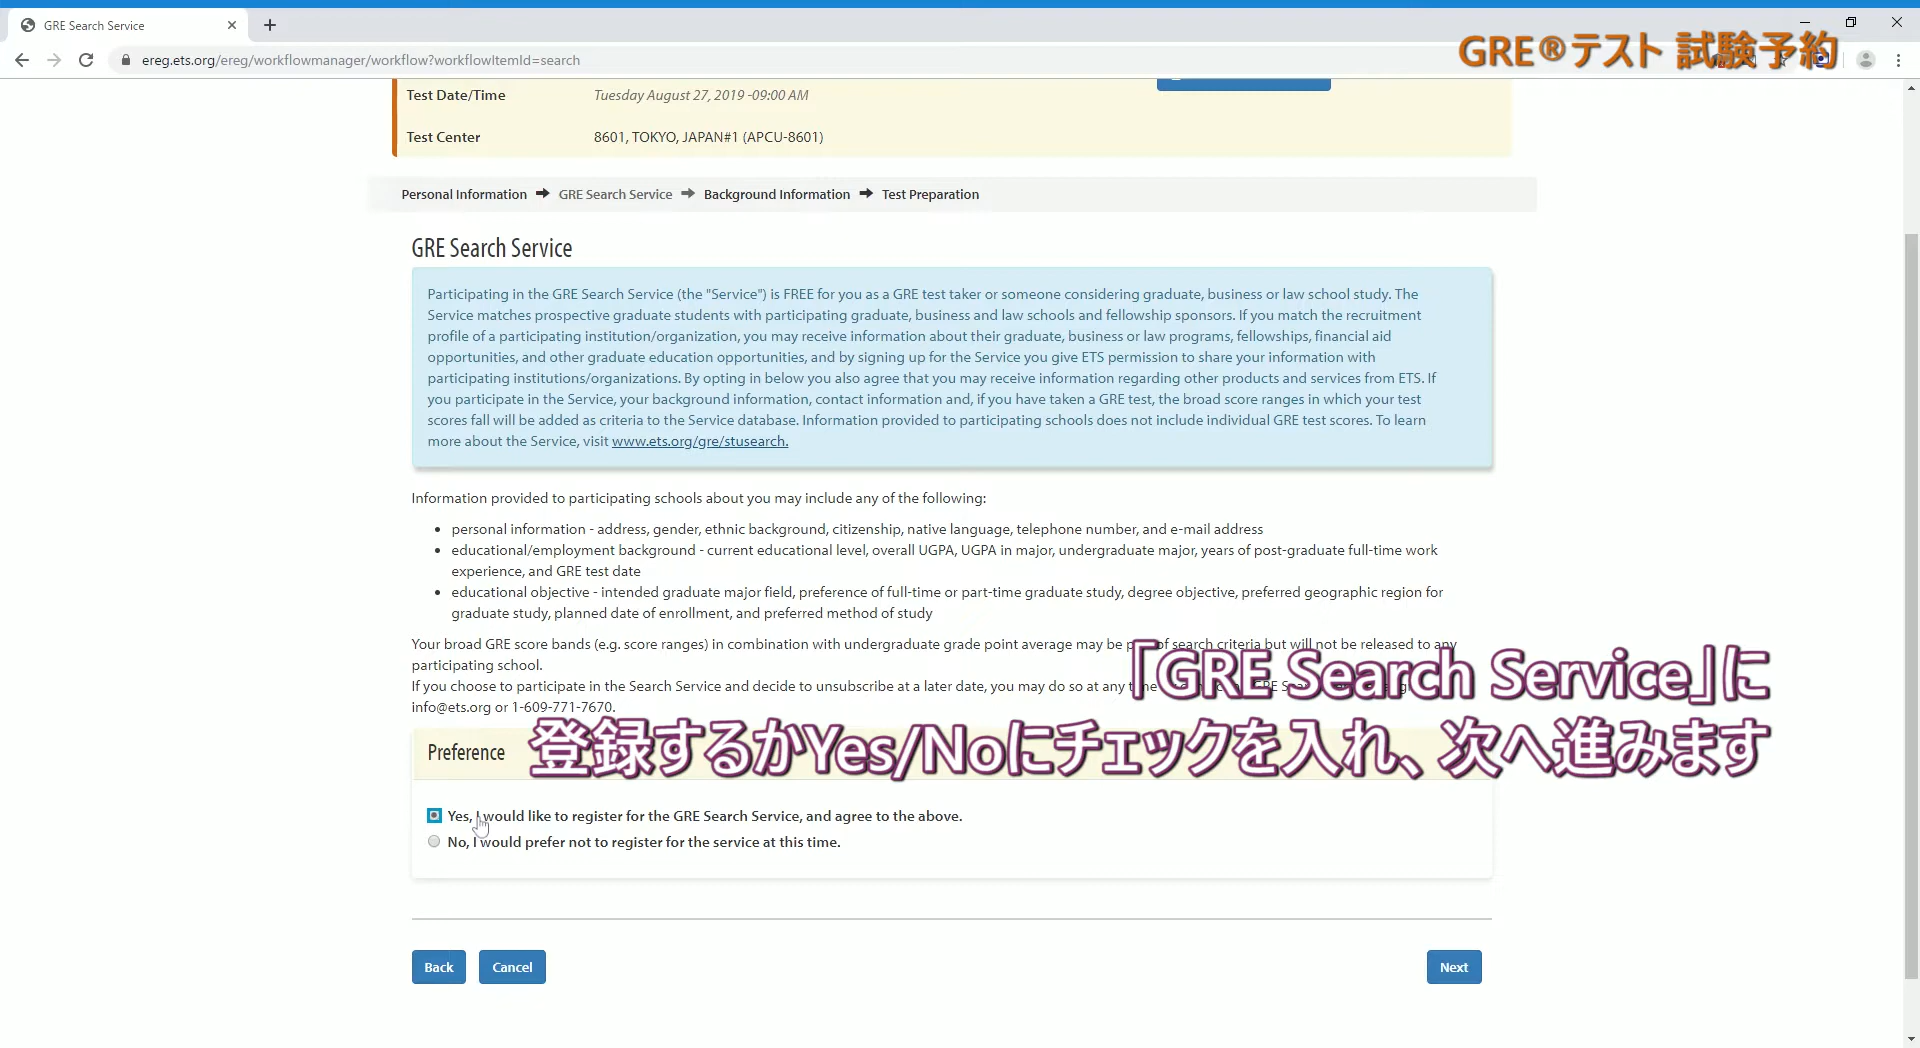 GRE Search Service
ereg.ets.org/ereg/workflowmanager/workflow?workflowItemId=search
GRE®テスト 試験予約
Test Date/Time Tuesday August 27, 2019 -09:00 AM
Test Center 8601, TOKYO, JAPAN#1 (APCU-8601)
Personal Information GRE Search Service Background Information Test Preparation
GRE Search Service
Participating in the GRE Search Service (the "Service") is FREE for you as a GRE test taker or someone considering graduate, business or law school study. The
Service matches prospective graduate students with participating graduate, business and law schools and fellowship sponsors. If you match the recruitment
profile of a participating institution/organization, you may receive information about their graduate, business or law programs, fellowships, financial aid
opportunities, and other graduate education opportunities, and by signing up for the Service you give ETS permission to share your information with
participating institutions/organizations. By opting in below you also agree that you may receive information regarding other products and services from ETS. If
you participate in the Service, your background information, contact information and, if you have taken a GRE test, the broad score ranges in which your test
scores fall will be added as criteria to the Service database. Information provided to participating schools does not include individual GRE test scores. To learn
more about the Service, visit www.ets.org/gre/stusearch.
Information provided to participating schools about you may include any of the following:
personal information - address, gender, ethnic background, citizenship, native language, telephone number, and e-mail address
educational/employment background - current educational level, overall UGPA, UGPA in major, undergraduate major, years of post-graduate full-time work
experience, and GRE test date
educational objective - intended graduate major field, preference of full-time or part-time graduate study, degree objective, preferred geographic region for
graduate study, planned date of enrollment, and preferred method of study
Your broad GRE score bands (e.g. score ranges) in combination with undergraduate grade point average may be of search criteria but will not be released to any
participating school.
If you choose to participate in the Search Service and decide to unsubscribe at a later date, you may do so at any
info@ets.org or 1-609-771-7670.
「GRE Search Service」に
登録するかYes/Noにチェックを入れ、次へ進みます
Preference
Yes, I would like to register for the GRE Search Service, and agree to the above.
No, I would prefer not to register for the service at this time.
Back Cancel Next